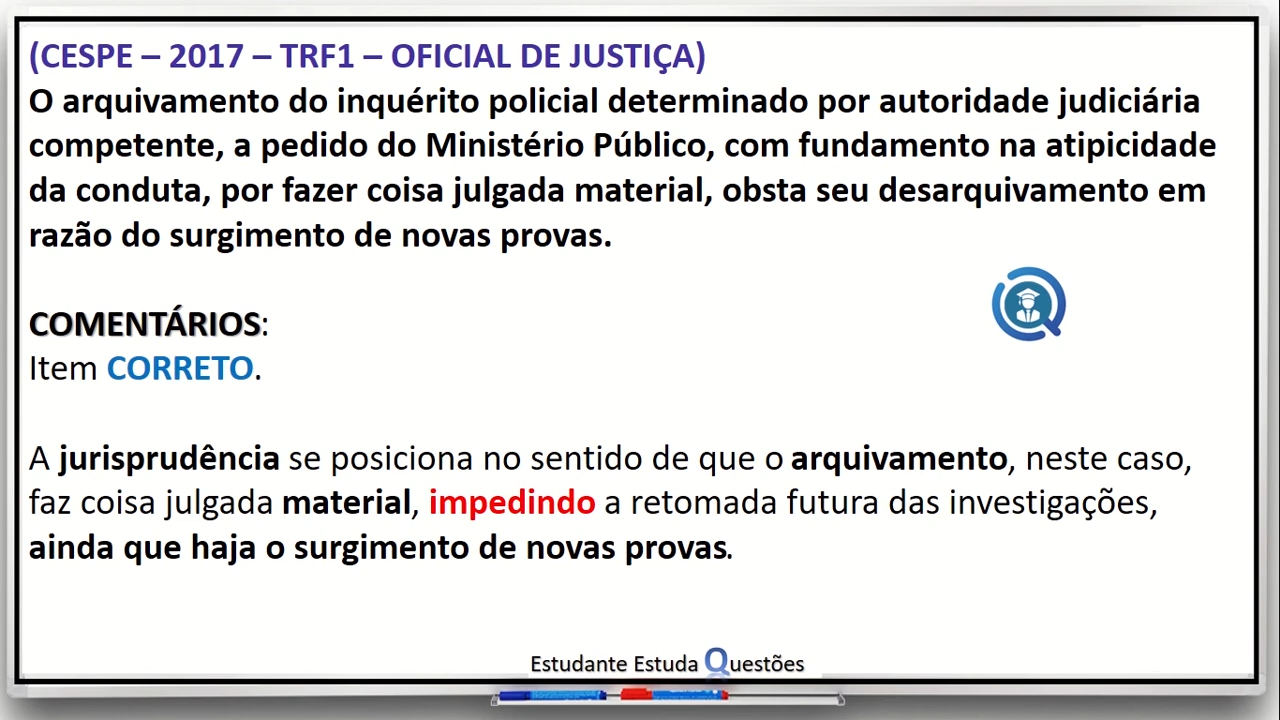 (CESPE – 2017 – TRF1 – OFICIAL DE JUSTIÇA)
O arquivamento do inquérito policial determinado por autoridade judiciária
competente, a pedido do Ministério Público, com fundamento na atipicidade
da conduta, por fazer coisa julgada material, obsta seu desarquivamento em
razão do surgimento de novas provas.
COMENTÁRIOS:
Item CORRETO.
A jurisprudência se posiciona no sentido de que o arquivamento, neste caso,
faz coisa julgada material, impedindo a retomada futura das investigações,
ainda que haja o surgimento de novas provas.
Estudante Estuda Questões